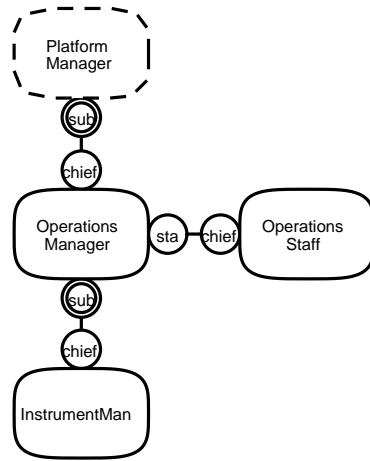 Platform
Manager
sub
chief
Operations
Manager
sta
chief
Operations
Staff
sub
chief
InstrumentMan